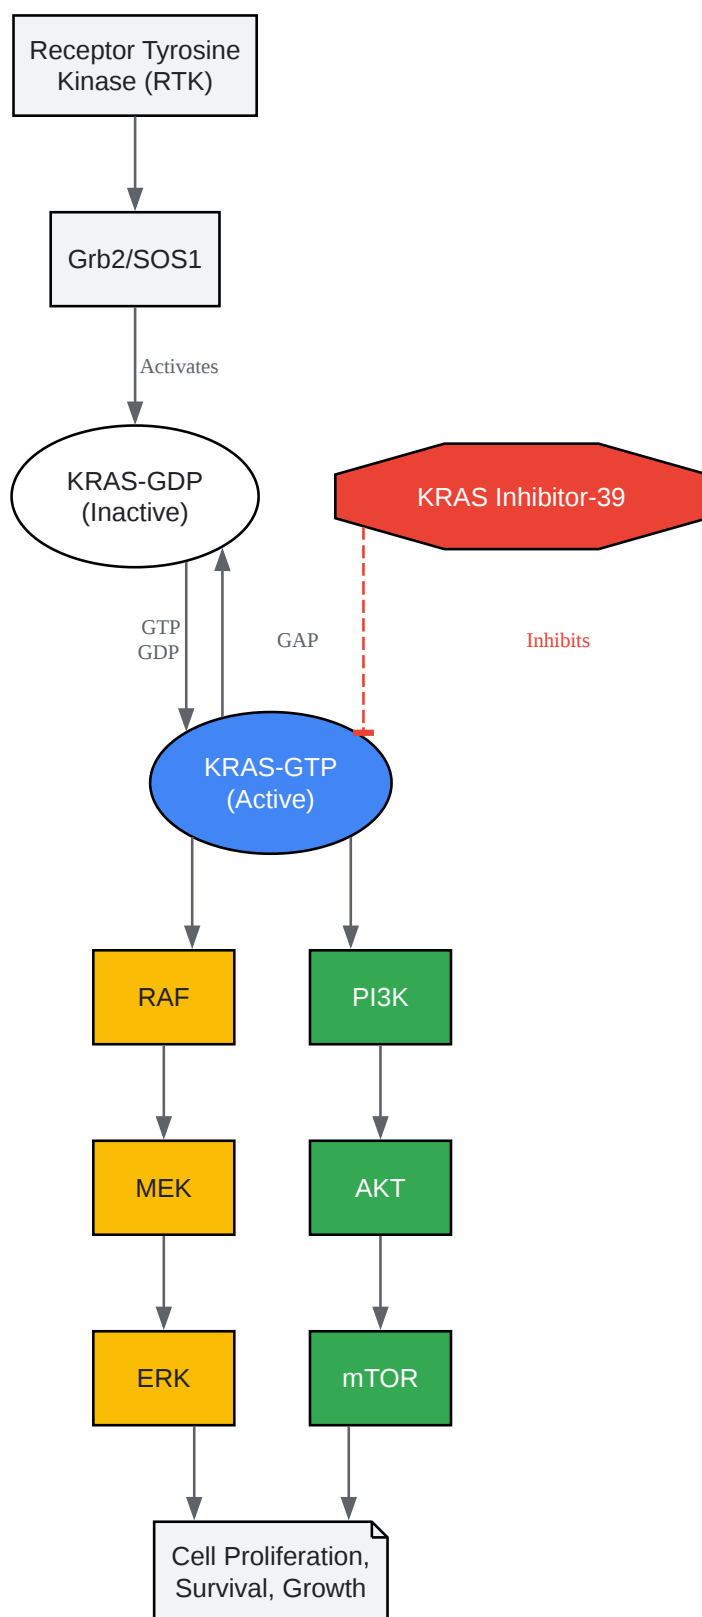 Receptor Tyrosine
Kinase (RTK)
Grb2/SOS1
Activates
KRAS-GDP
(Inactive)
KRAS Inhibitor-39
GTP
GDP
GAP
Inhibits
KRAS-GTP
(Active)
RAF
PI3K
MEK
AKT
ERK
mTOR
Cell Proliferation,
Survival, Growth